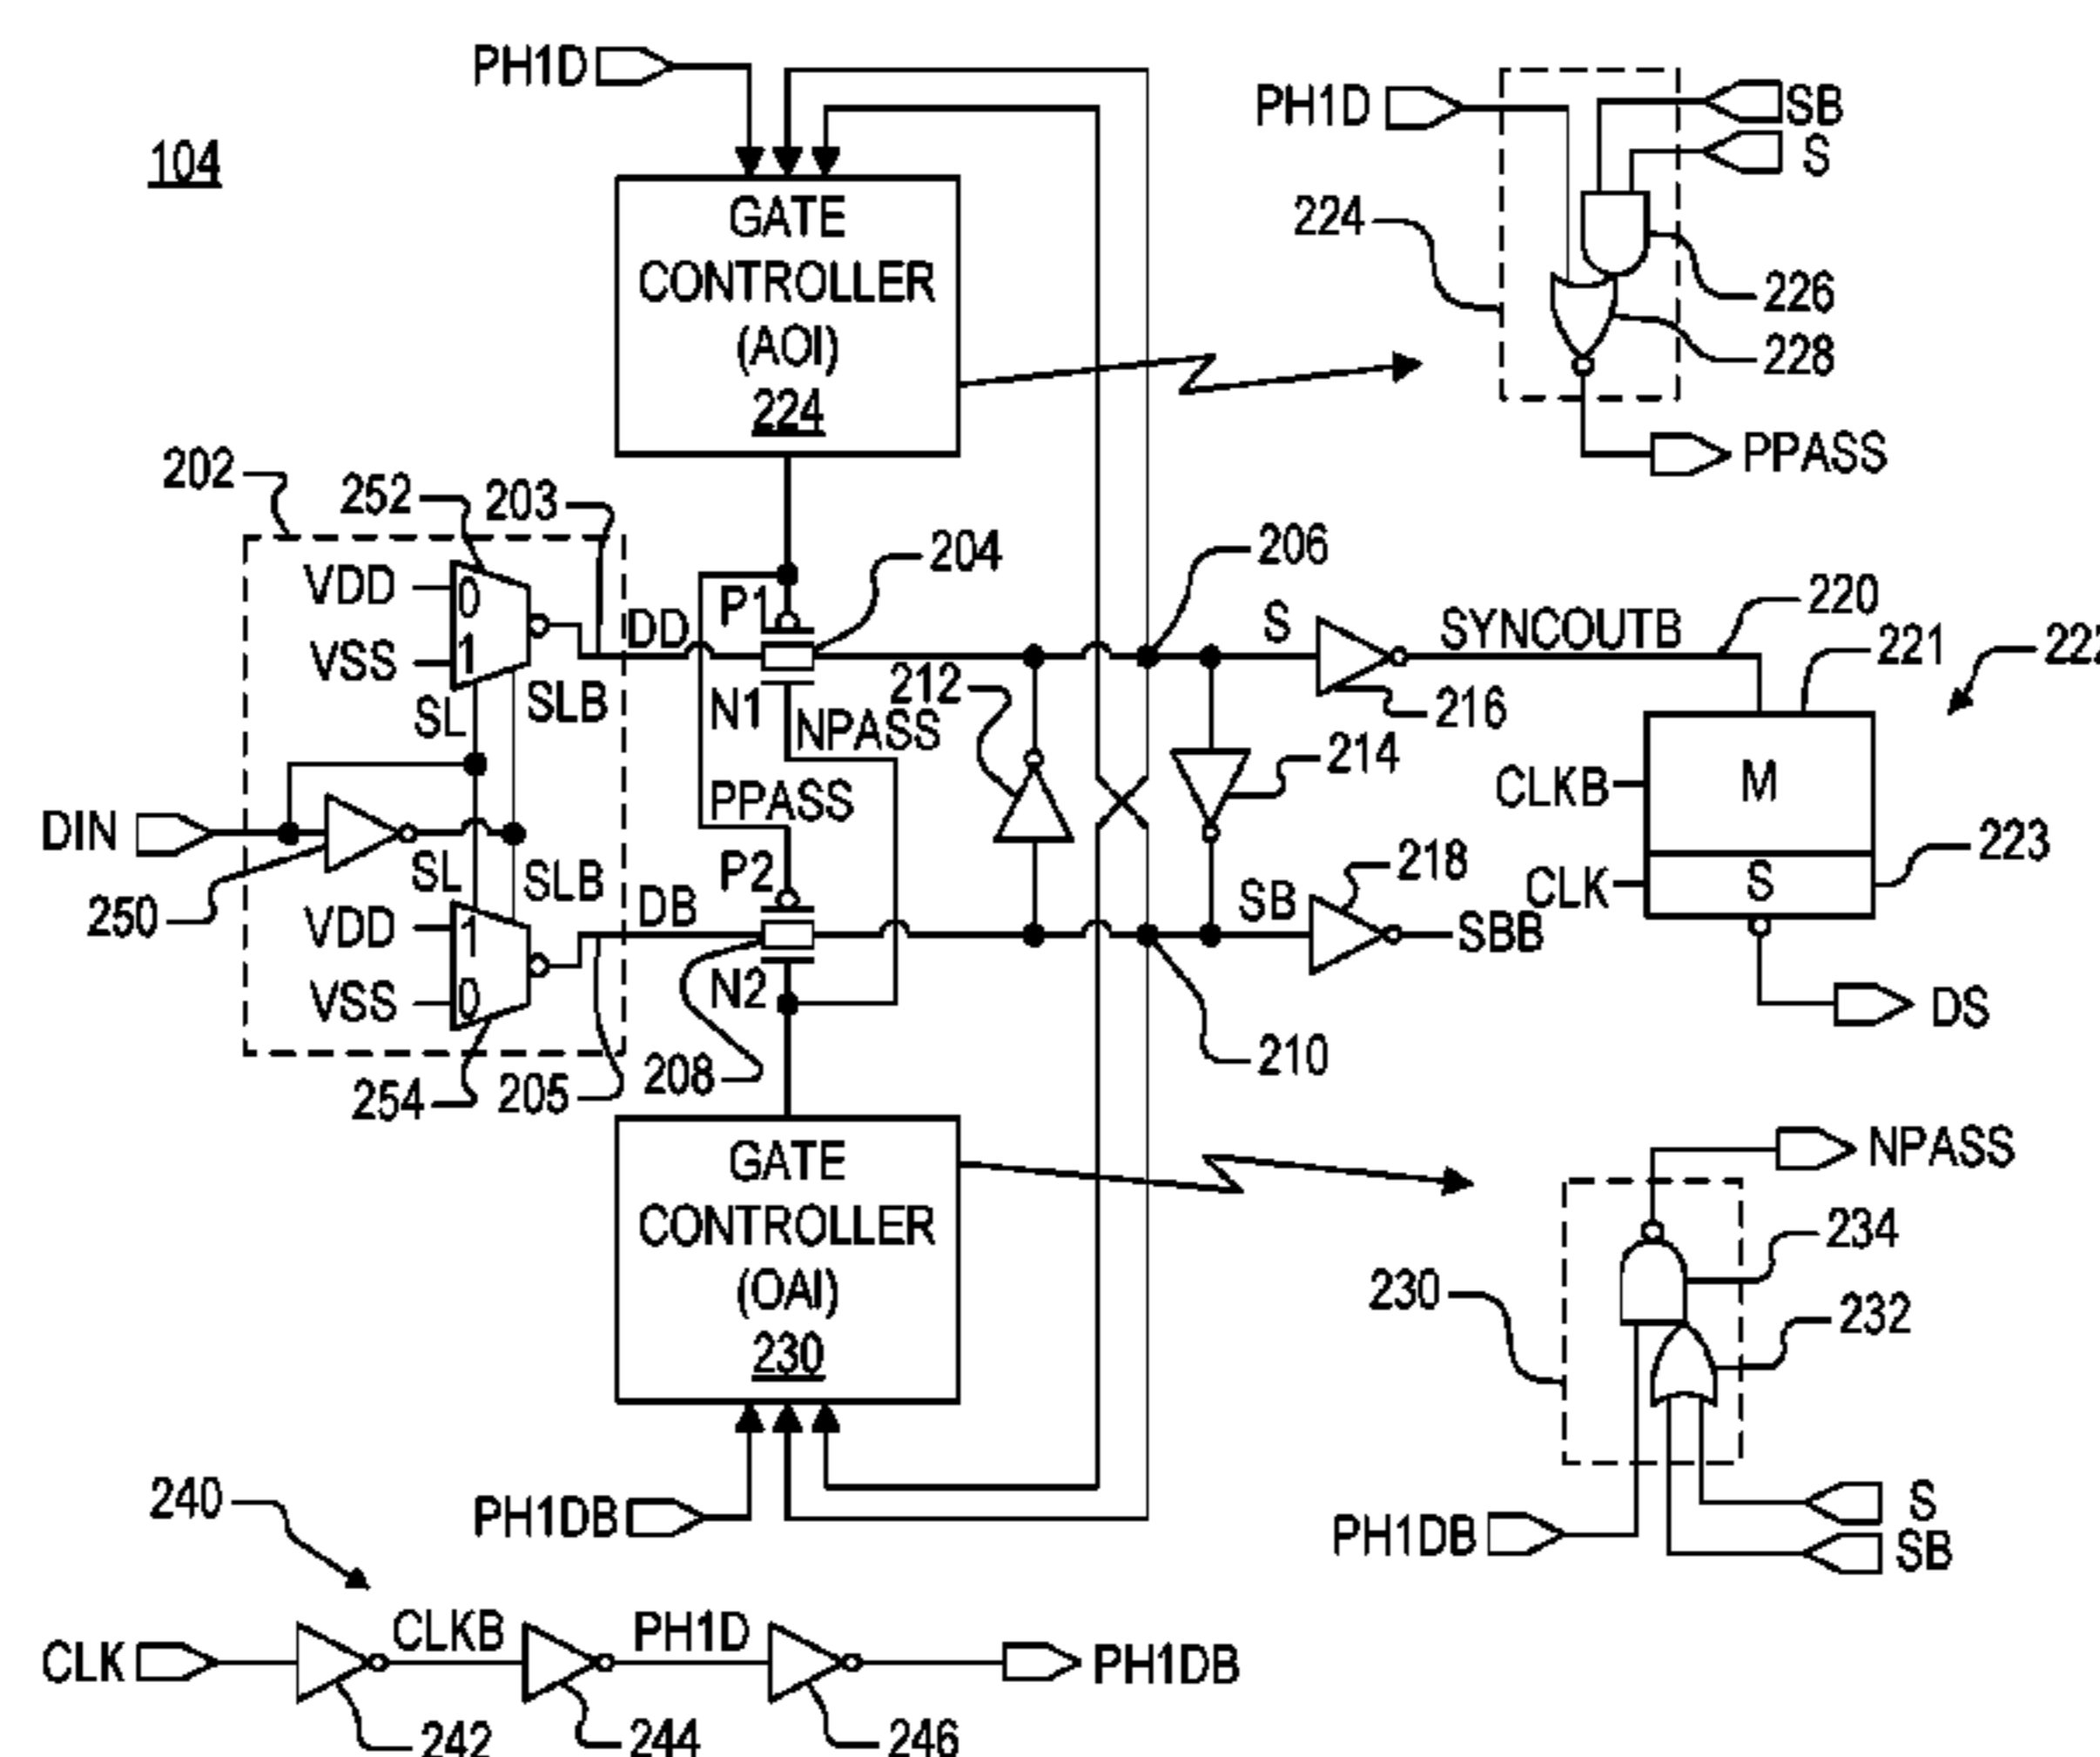 104
PH1D
GATE
CONTROLLER
(AOI)
224
PH1D
SB
S
224
226
228
PPASS
202
252
203
204
206
VDD
0
VSS
1
SL
SLB
DD
P1
N1
NPASS
PPASS
212
S
216
SYNCOUTB
220
221
214
CLKB
M
CLK
S
223
DS
DIN
250
SL
SLB
VDD
1
VSS
0
254
205
DB
P2
N2
208
SB
218
SBB
210
GATE
CONTROLLER
(OAI)
230
PH1DB
NPASS
234
230
232
S
PH1DB
SB
240
CLK
CLKB
PH1D
PH1DB
242
244
246